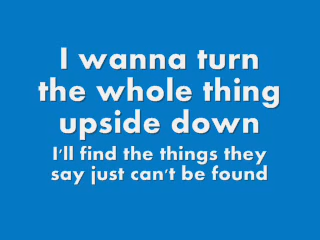 I wanna turn
the whole thing
upside down
I'll find the things they
say just can't be found